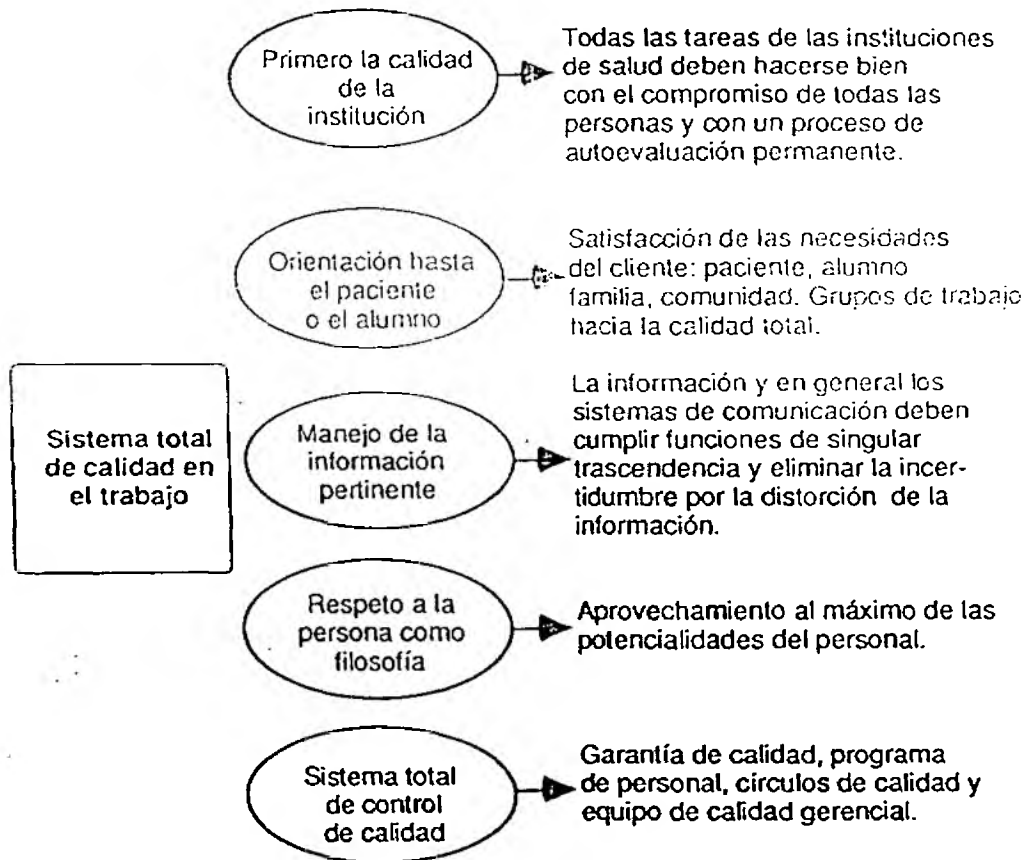 Primero la calidad
de la
institución
Todas las tareas de las instituciones
de salud deben hacerse bien
con el compromiso de todas las
personas y con un proceso de
autoevaluación permanente.
Orientación hasta
el paciente
o el alumno
Satisfacción de las necesidades
del cliente: paciente, alumno
familia, comunidad. Grupos de trabajo
hacia la calidad total.
Sistema total
de calidad en
el trabajo
Manejo de la
información
pertinente
La información y en general los
sistemas de comunicación deben
cumplir funciones de singular
trascendencia y eliminar la incer-
tidumbre por la distorción de la
información.
Respeto a la
persona como
filosofía
Aprovechamiento al máximo de las
potencialidades del personal.
Sistema total
de control
de calidad
Garantía de calidad, programa
de personal, círculos de calidad y
equipo de calidad gerencial.